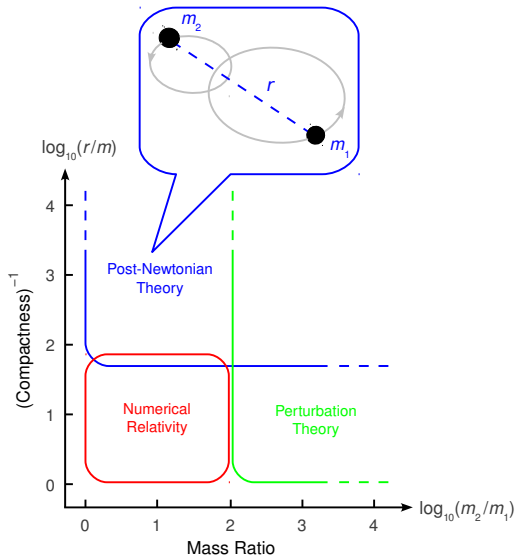 m₂
r
m₁
log₁₀(r/m)
4
3
2
1
0
(Compactness)⁻¹
Post-Newtonian
Theory
Numerical
Relativity
Perturbation
Theory
0
1
2
3
4
log₁₀(m₂/m₁)
Mass Ratio